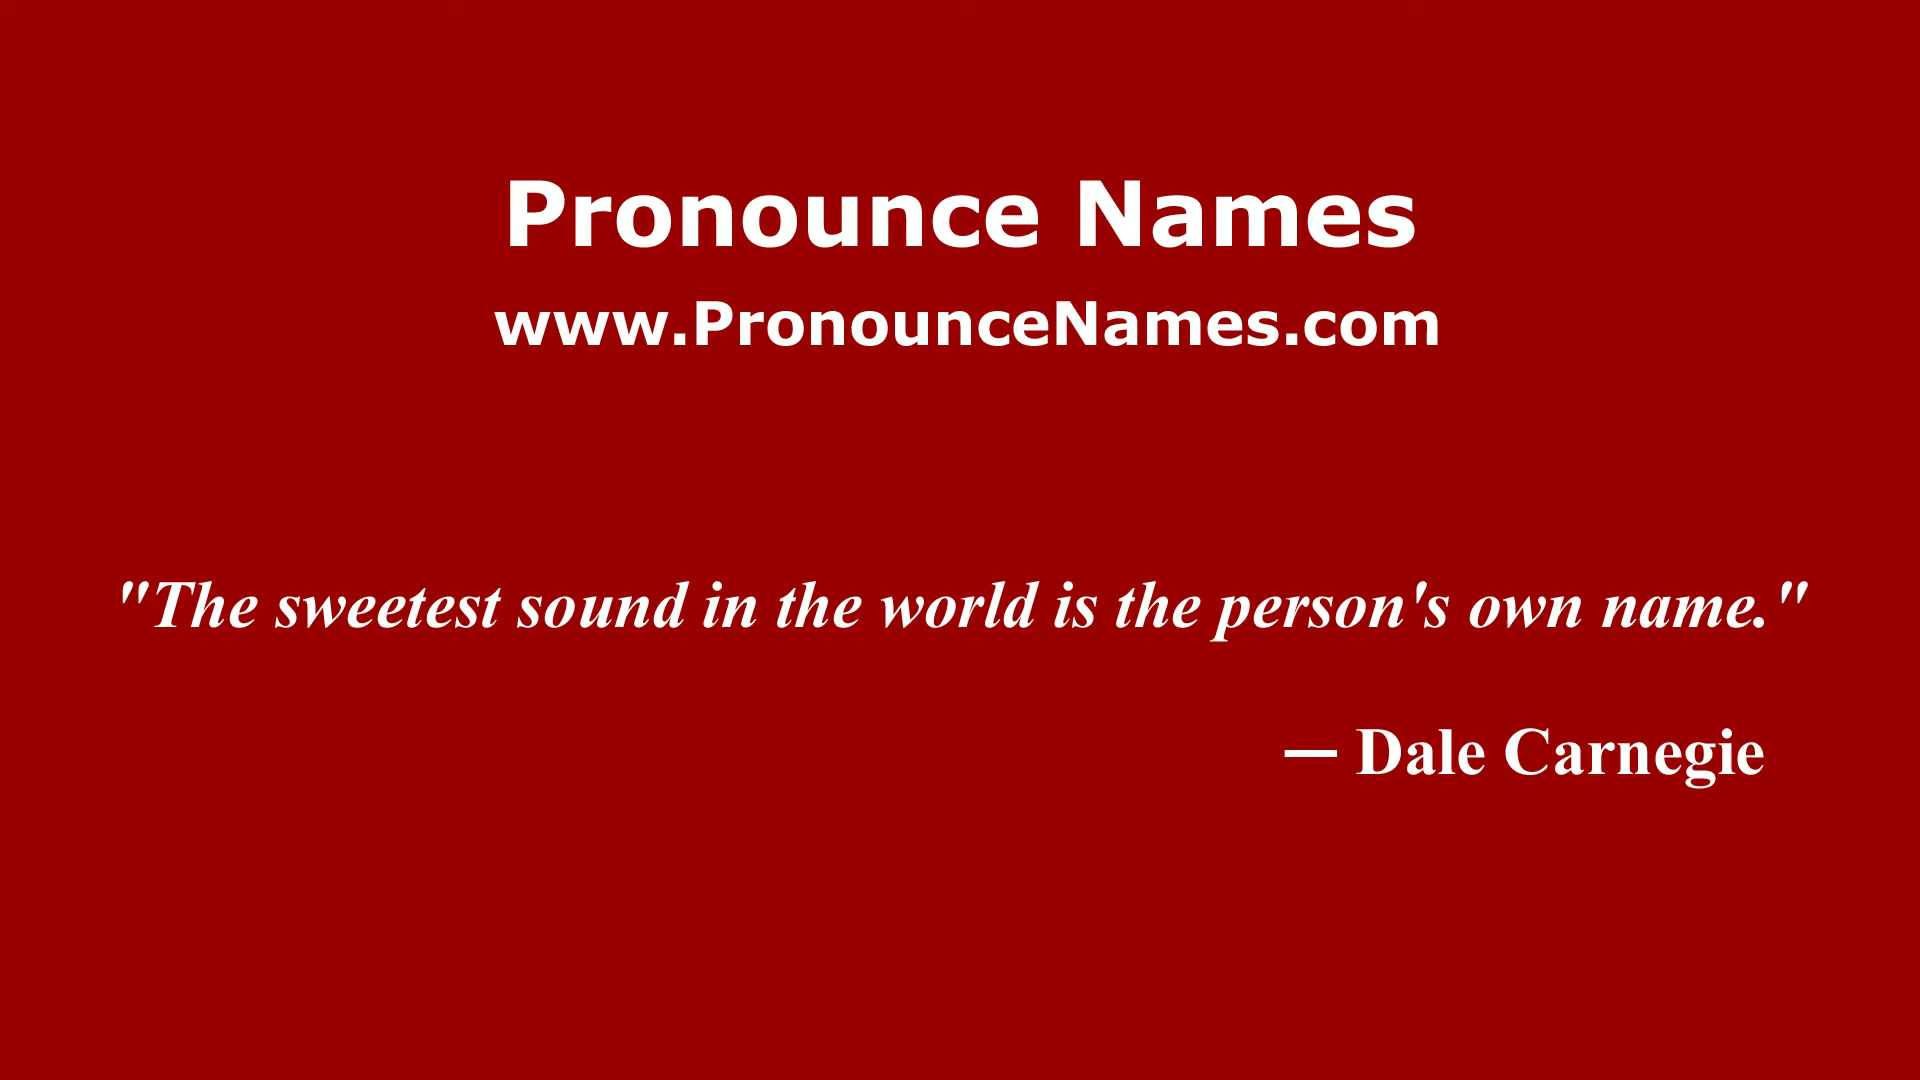 Pronounce Names
www.PronounceNames.com
"The sweetest sound in the world is the person's own name."
— Dale Carnegie